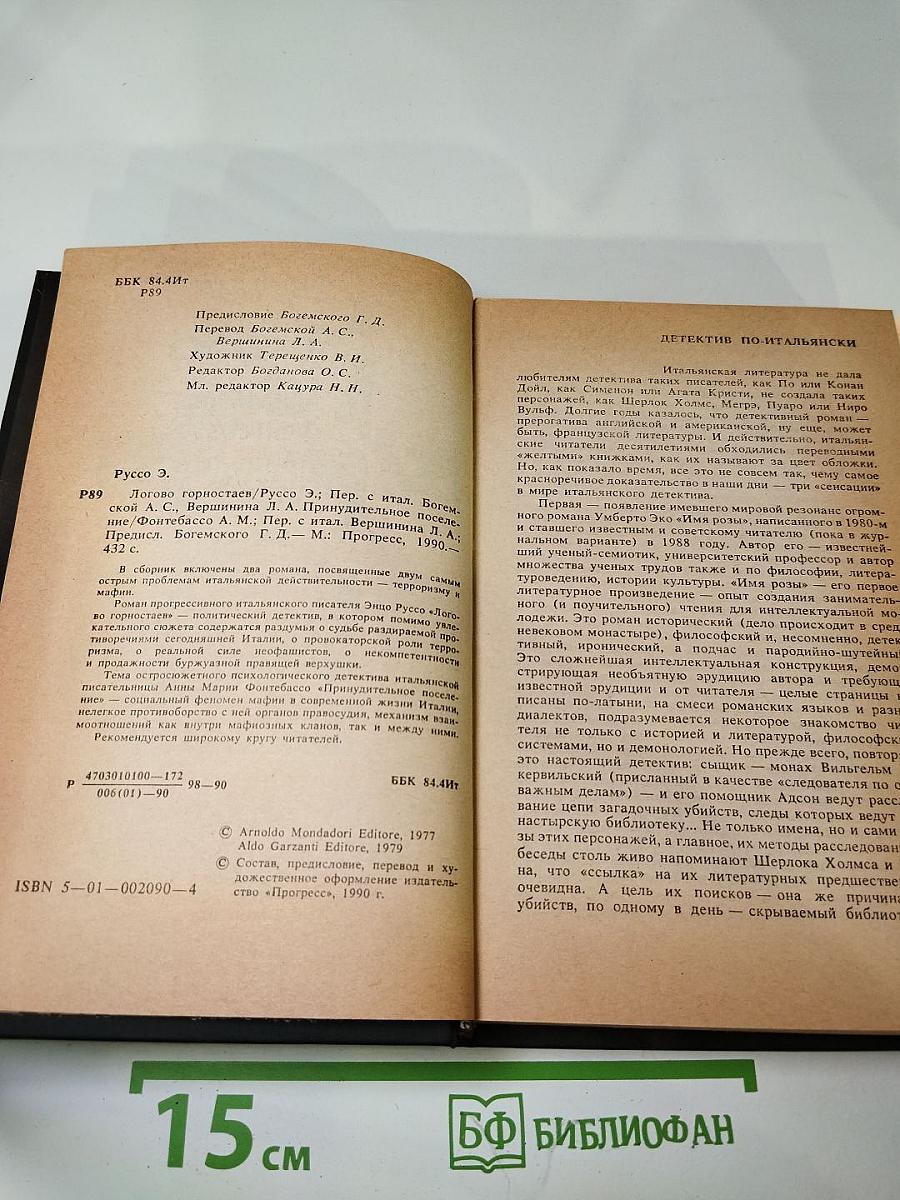 ББК 84.4Ит
Р89
Предисловие Богемского Г. Д.
Перевод Богемской А. С.,
Вершинина Л. А.
Художник Терещенко В. И.
Редактор Богданова О. С.
Мл. редактор Кацура Н. Н.
Руссо Э.
Р89 Логово горностаев/Руссо Э.; Пер. с итал. Богем-
ской А. С., Вершинина Л. А. Принудительное поселе-
ние/Фонтебассо А. М.; Пер. с итал. Вершинина Л. А.;
Предисл. Богемского Г. Д.— М.: Прогресс, 1990.—
432 с.
В сборник включены два романа, посвященные двум самым
острым проблемам итальянской действительности — терроризму и
мафии.
Роман прогрессивного итальянского писателя Энцо Руссо «Лого-
во горностаев» — политический детектив, в котором помимо увле-
кательного сюжета содержатся раздумья о судьбе раздираемой про-
тиворечиями сегодняшней Италии, о провокаторской роли терро-
ризма, о реальной силе неофашистов, о некомпетентности
и продажности буржуазной правящей верхушки.
Тема остросюжетного психологического детектива итальянской
писательницы Анны Марии Фонтебассо «Принудительное поселе-
ние» — социальный феномен мафии в современной жизни Италии,
нелегкое противоборство с ней органов правосудия, механизм взаи-
моотношений как внутри мафиозных кланов, так и между ними.
Рекомендуется широкому кругу читателей.
Р 4703010100—172 98—90 ББК 84.4Ит
006(01)—90
© Arnoldo Mondadori Editore, 1977
Aldo Garzanti Editore, 1979
© Состав, предисловие, перевод и ху-
дожественное оформление издатель-
ство «Прогресс», 1990 г.
ISBN 5—01—002090—4
ДЕТЕКТИВ ПО-ИТАЛЬЯНСКИ
Итальянская литература не дала
любителям детектива таких писателей, как По или Конан
Дойл, как Сименон или Агата Кристи, не создала таких
персонажей, как Шерлок Холмс, Мегрэ, Пуаро или Ниро
Вульф. Долгие годы казалось, что детективный роман —
прерогатива английской и американской, ну еще, может
быть, французской литературы. И действительно, итальян-
ские читатели десятилетиями обходились переводными
«желтыми» книжками, как их называют за цвет обложки.
Но, как показало время, все это не совсем так, чему самое
красноречивое доказательство в наши дни — три «сенсации»
в мире итальянского детектива.
Первая — появление имевшего мировой резонанс огром-
ного романа Умберто Эко «Имя розы», написанного в 1980-м
и ставшего известным и советскому читателю (пока в жур-
нальном варианте) в 1988 году. Автор его — известней-
ший ученый-семиотик, университетский профессор и автор
множества ученых трудов также и по философии, литера-
туроведению, истории культуры. «Имя розы» — его первое
литературное произведение — опыт создания заниматель-
ного (и поучительного) чтения для интеллектуальной мо-
лодежи. Это роман исторический (дело происходит в сред-
невековом монастыре), философский и, несомненно, детек-
тивный, иронический, а подчас и пародийно-шутейный
Это сложнейшая интеллектуальная конструкция, демо
стрирующая необъятную эрудицию автора и требующ
известной эрудиции и от читателя — целые страницы н
писаны по-латыни, на смеси романских языков и разн
диалектов, подразумевается некоторое знакомство чи
теля не только с историей и литературой, философски
системами, но и демонологией. Но прежде всего, повтор
это настоящий детектив: сыщик — монах Вильгельм
кервильский (присланный в качестве «следователя по о
важным делам») — и его помощник Адсон ведут рассл
вание цепи загадочных убийств, следы которых ведут
настырскую библиотеку... Не только имена, но и сами
зы этих персонажей, а главное, их методы расследован
беседы столь живо напоминают Шерлока Холмса и
на, что «ссылка» на их литературных предшестве
очевидна. А цель их поисков — она же причина
убийств, по одному в день — скрываемый библиот
15 см
БФ БИБЛИОФАН